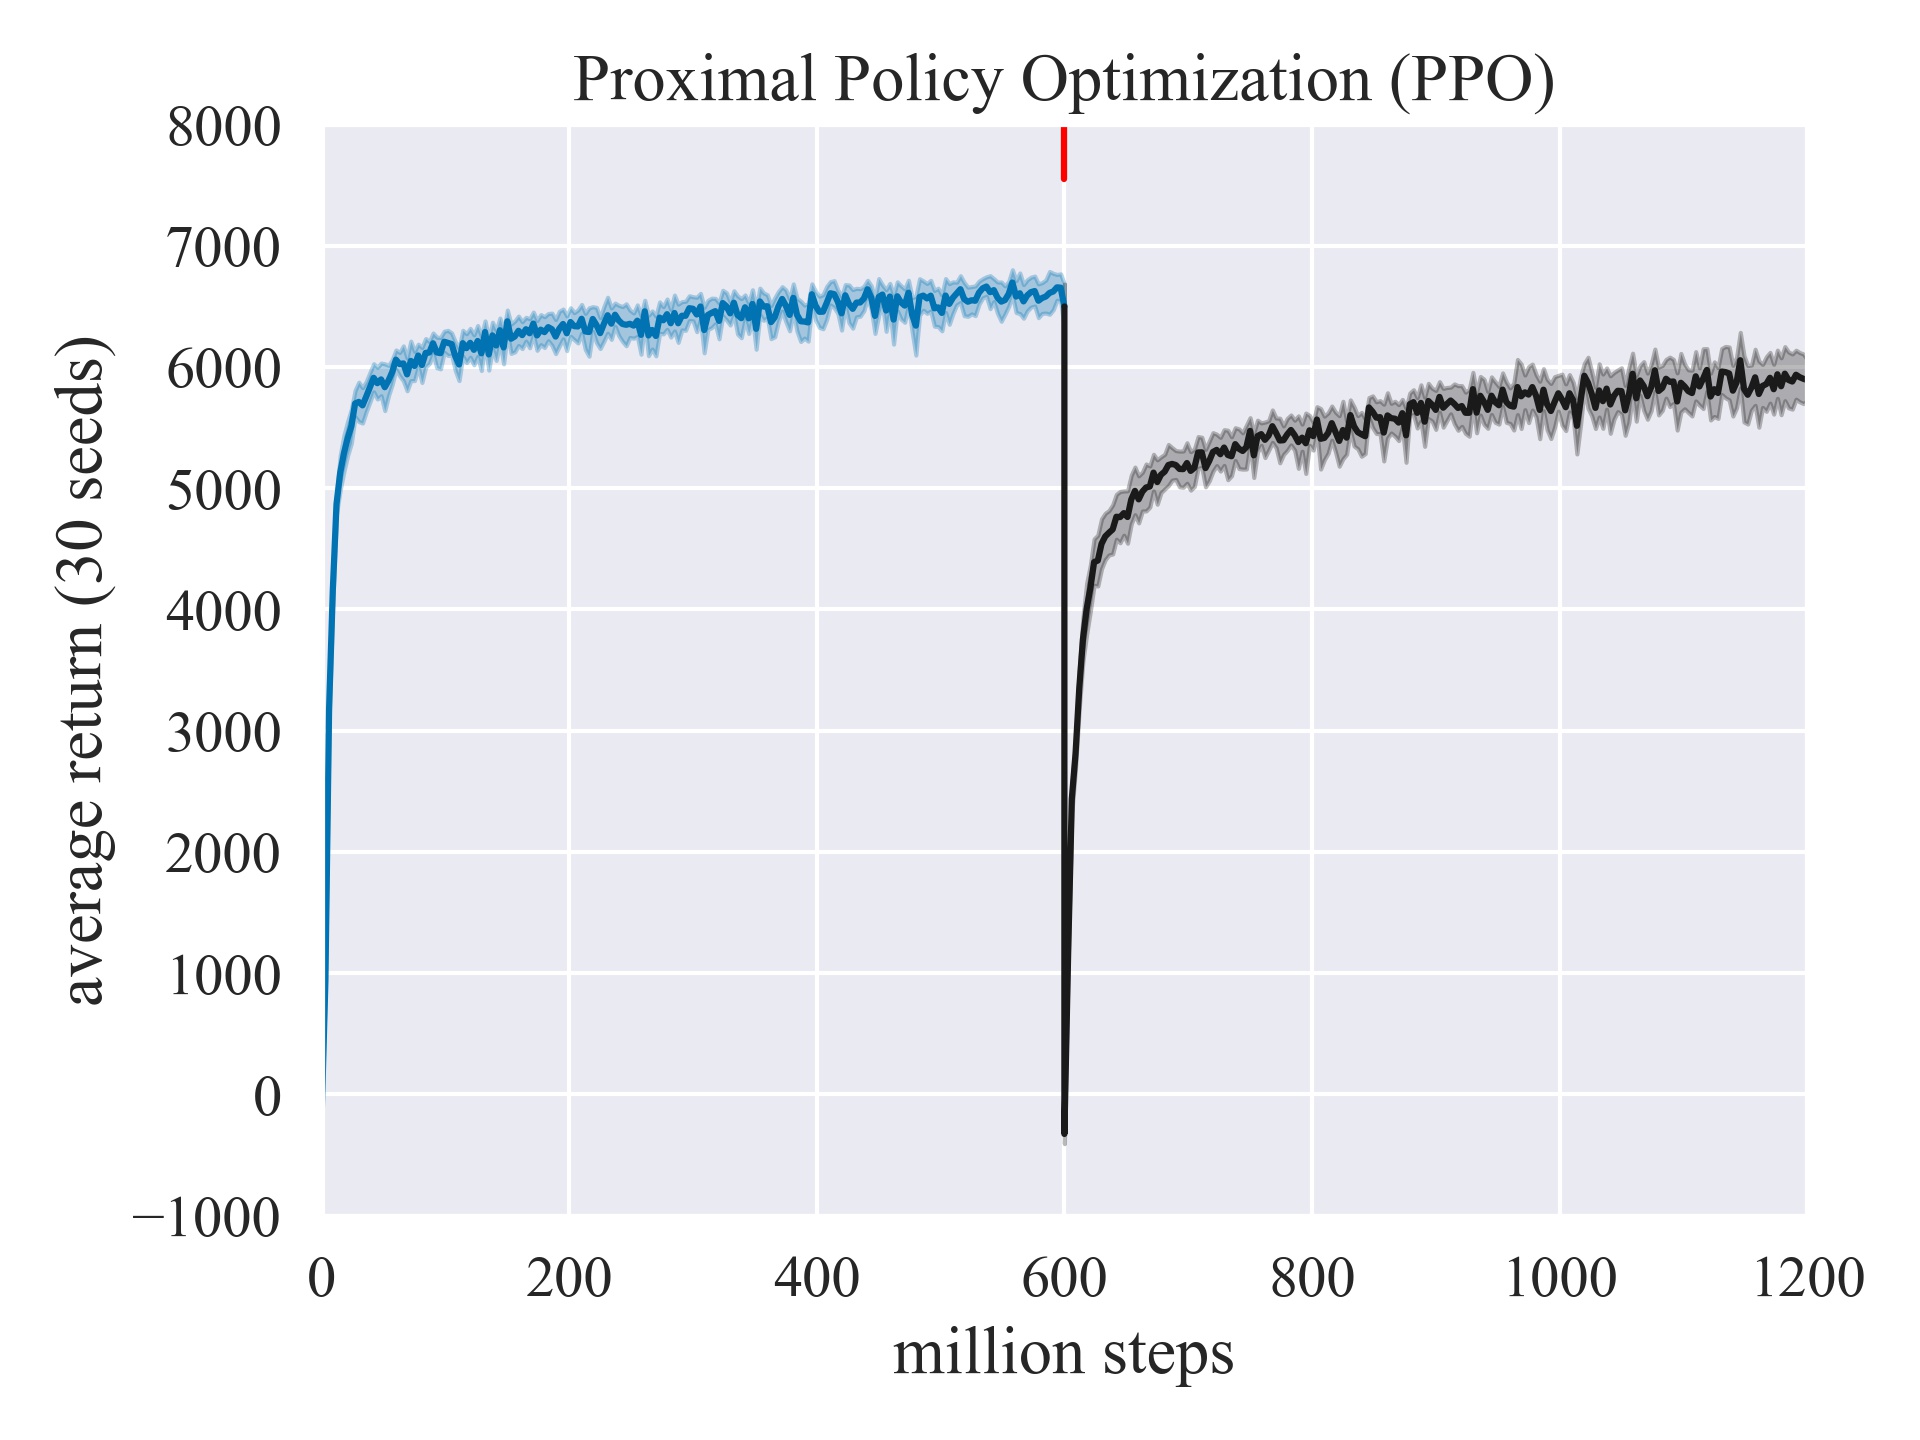 Proximal Policy Optimization (PPO)
8000
7000
6000
5000
4000
3000
2000
1000
0
−1000
average return (30 seeds)
0 200 400 600 800 1000 1200
million steps